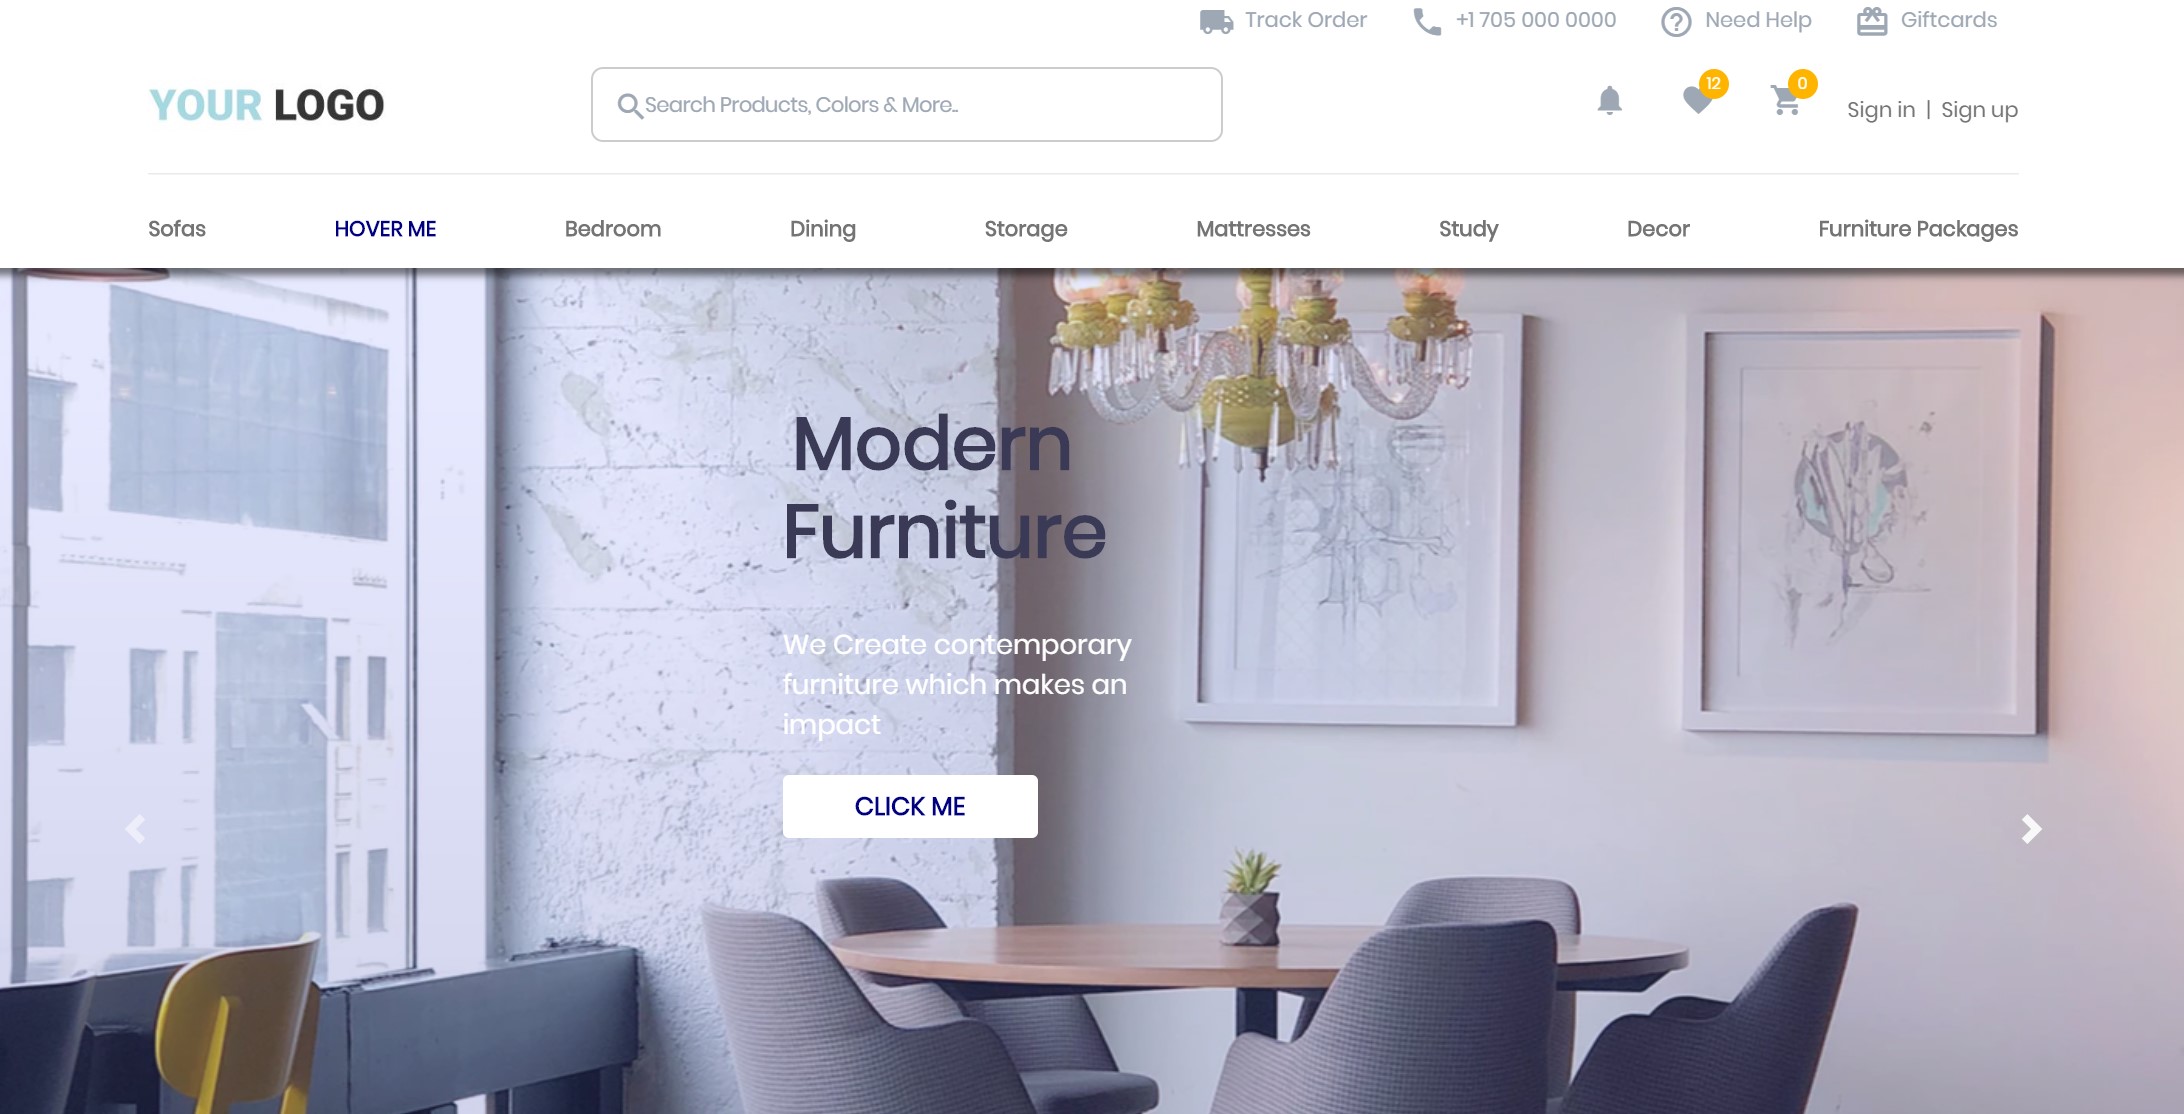 Track Order
+1 705 000 0000
Need Help
Giftcards
YOUR LOGO
Search Products, Colors & More..
12
0
Sign in | Sign up
Sofas
HOVER ME
Bedroom
Dining
Storage
Mattresses
Study
Decor
Furniture Packages
Modern
Furniture
We Create contemporary
furniture which makes an
impact
CLICK ME